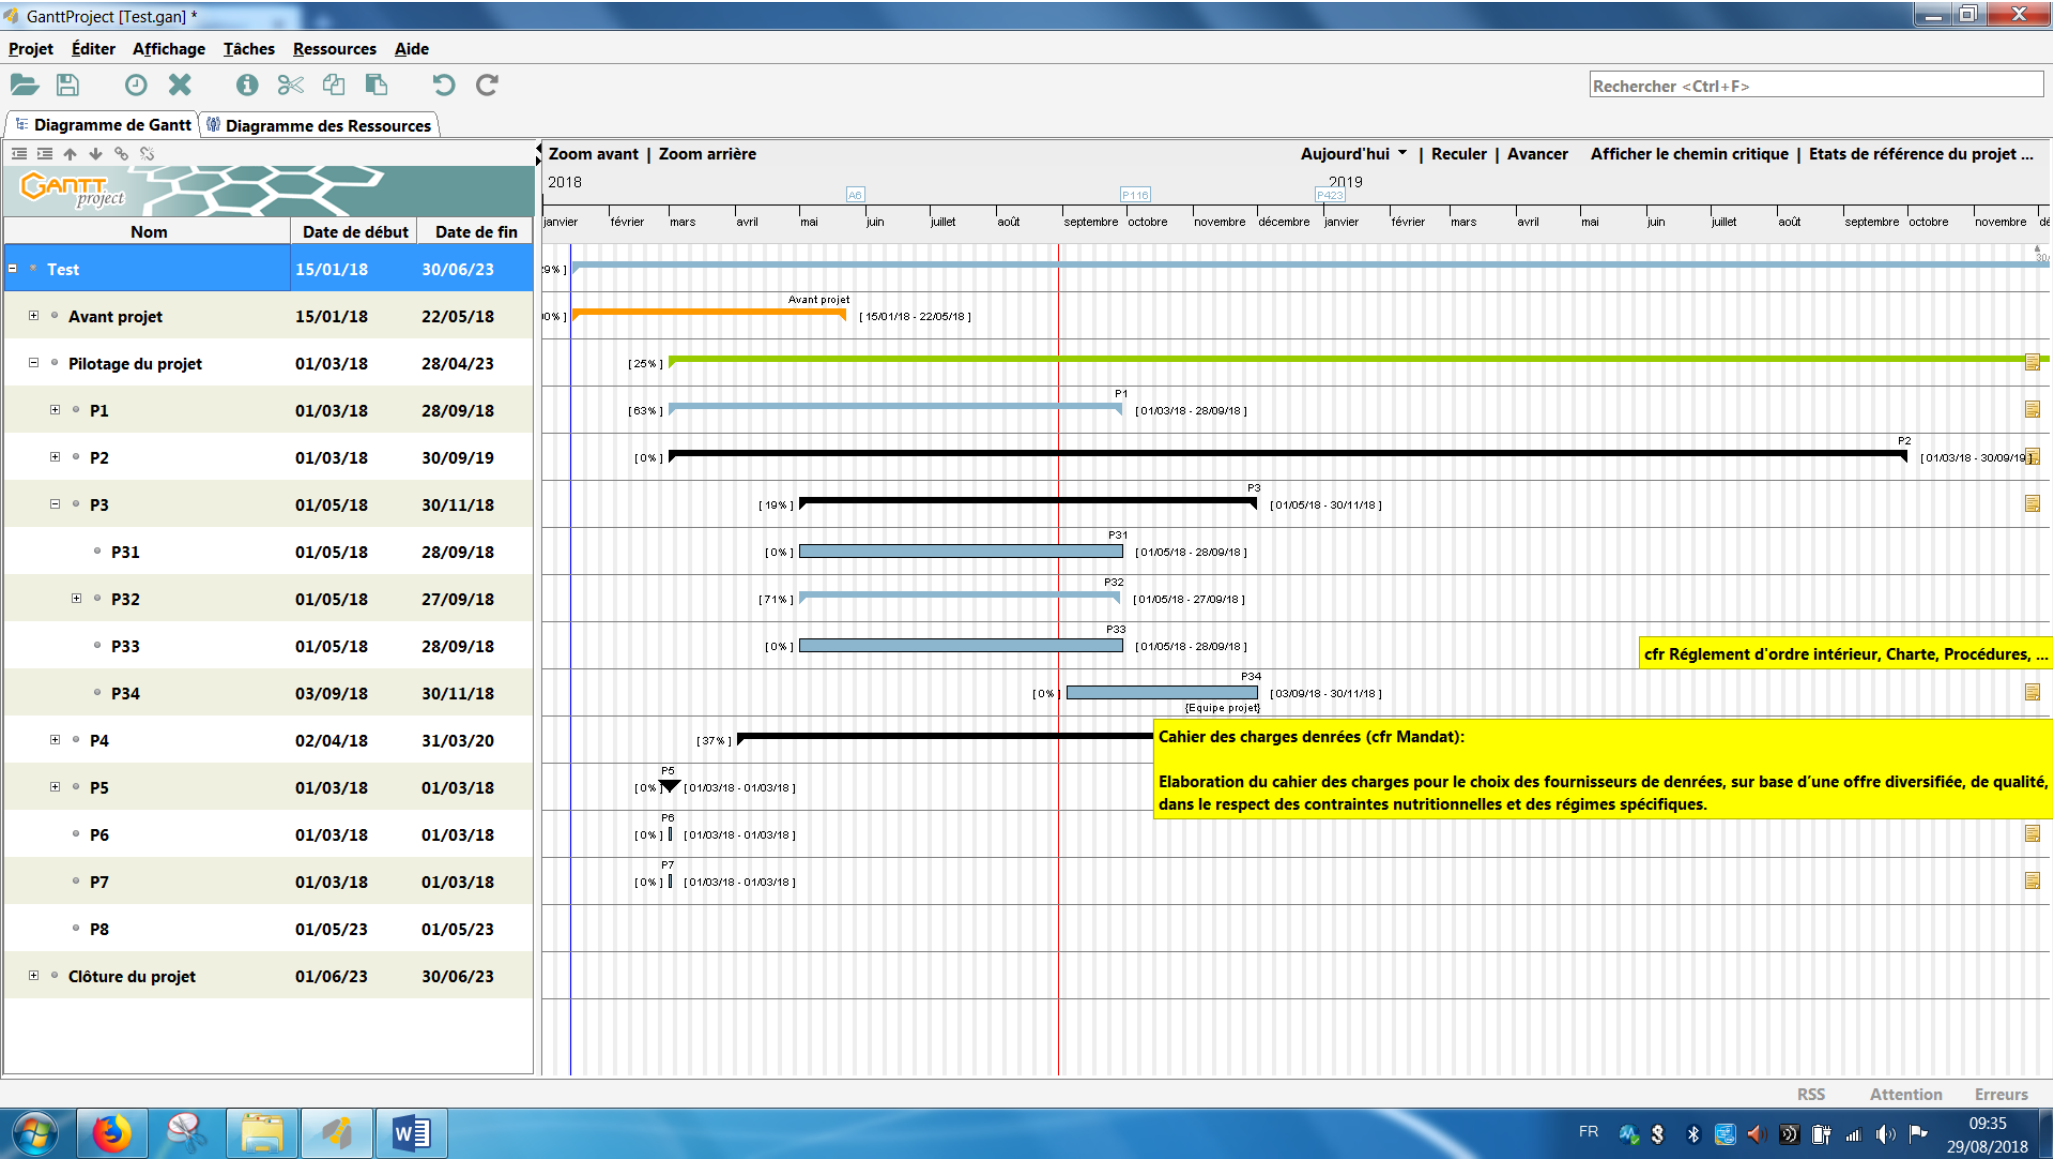 GanttProject [Test.gan] *
Projet Éditer Affichage Tâches Ressources Aide
Rechercher <Ctrl+F>
Diagramme de Gantt Diagramme des Ressources
Zoom avant | Zoom arrière Aujourd'hui | Reculer | Avancer Afficher le chemin critique | Etats de référence du projet ...
GANTT project
2018 2019
A6 P116 P423
janvier février mars avril mai juin juillet août septembre octobre novembre décembre janvier février mars avril mai juin juillet août septembre octobre novembre dé
Nom Date de début Date de fin
Test 15/01/18 30/06/23 9% ] 30/
Avant projet
Avant projet 15/01/18 22/05/18 0% ] [ 15/01/18 - 22/05/18 ]
Pilotage du projet 01/03/18 28/04/23 [ 25% ]
P1
P1 01/03/18 28/09/18 [ 63% ] [ 01/03/18 - 28/09/18 ]
P2
P2 01/03/18 30/09/19 [ 0% ] [ 01/03/18 - 30/09/19 ]
P3
P3 01/05/18 30/11/18 [ 19% ] [ 01/05/18 - 30/11/18 ]
P31
P31 01/05/18 28/09/18 [ 0% ] [ 01/05/18 - 28/09/18 ]
P32
P32 01/05/18 27/09/18 [ 71% ] [ 01/05/18 - 27/09/18 ]
P33
P33 01/05/18 28/09/18 [ 0% ] [ 01/05/18 - 28/09/18 ]
cfr Réglement d'ordre intérieur, Charte, Procédures, ...
P34
P34 03/09/18 30/11/18 [ 0% ] [ 03/09/18 - 30/11/18 ]
{Equipe projet}
P4 02/04/18 31/03/20 [ 37% ]
Cahier des charges denrées (cfr Mandat):
Elaboration du cahier des charges pour le choix des fournisseurs de denrées, sur base d'une offre diversifiée, de qualité,
dans le respect des contraintes nutritionnelles et des régimes spécifiques.
P5
P5 01/03/18 01/03/18 [ 0% ] [ 01/03/18 - 01/03/18 ]
P6
P6 01/03/18 01/03/18 [ 0% ] [ 01/03/18 - 01/03/18 ]
P7
P7 01/03/18 01/03/18 [ 0% ] [ 01/03/18 - 01/03/18 ]
P8 01/05/23 01/05/23
Clôture du projet 01/06/23 30/06/23
RSS Attention Erreurs
FR 09:35
29/08/2018